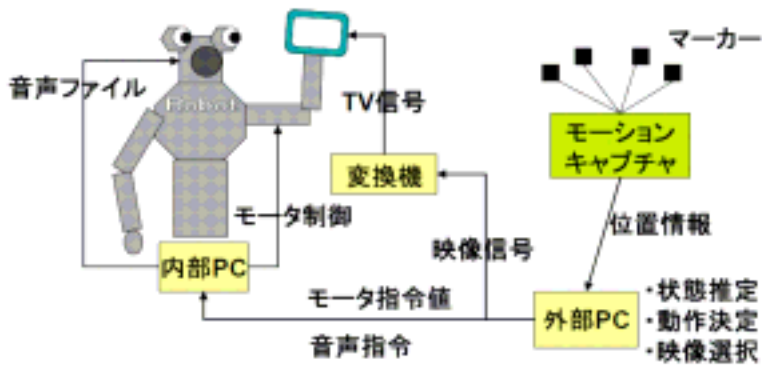 マーカー
音声ファイル
Robot
TV信号
モーション
キャプチャ
変換機
モータ制御
位置情報
映像信号
内部PC
モータ指令値
外部PC
・状態推定
・動作決定
・映像選択
音声指令